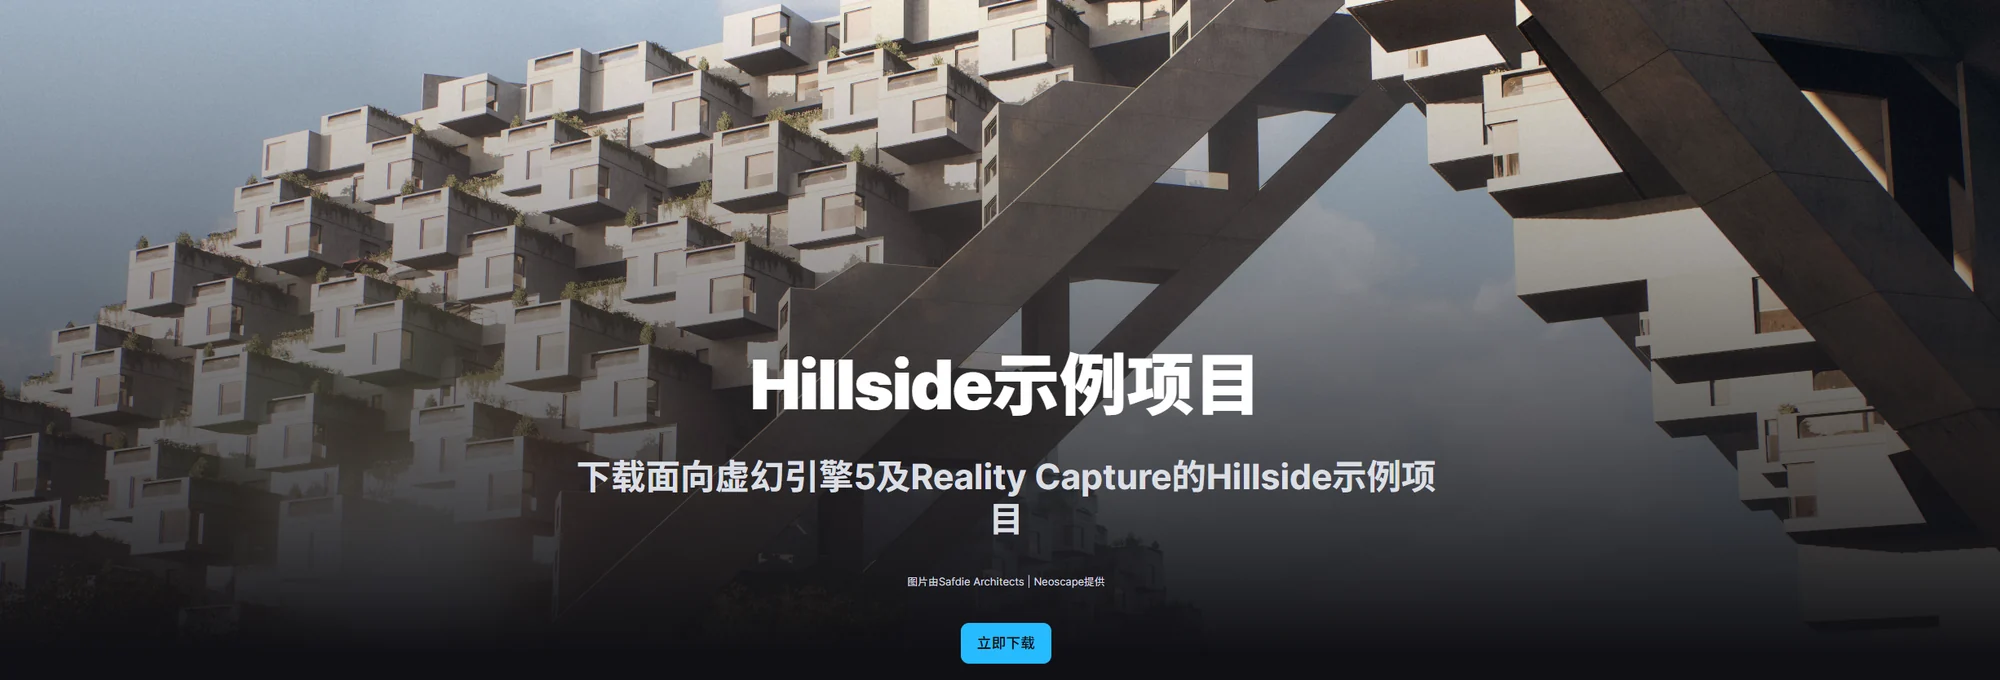 Hillside示例项目
下载面向虚幻引擎5及Reality Capture的Hillside示例项
目
图片由Safdie Architects | Neoscape提供
立即下载